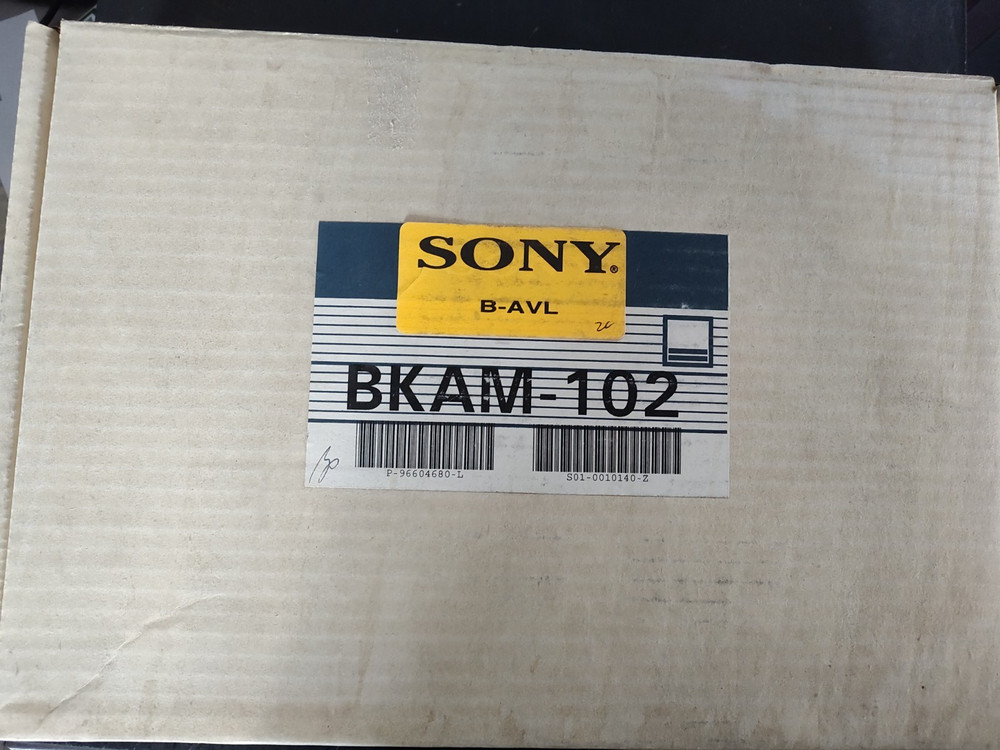 SONY®
B-AVL
BKAM-102
P-96604680-L
S01-0010140-Z